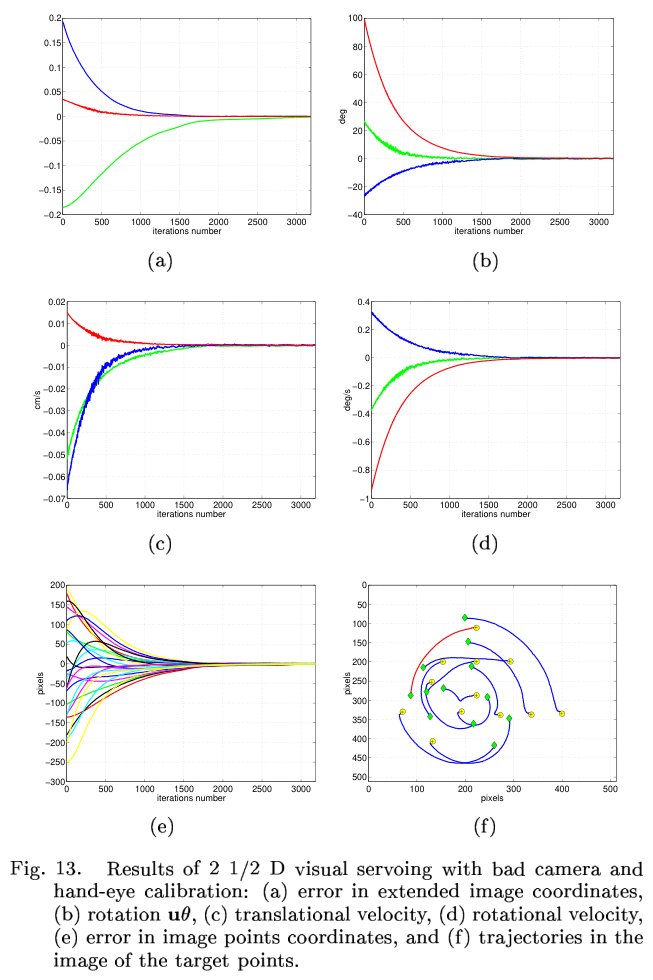 0.2
0.15
0.1
0.05
0
−0.05
−0.1
−0.15
−0.2
0 500 1000 1500 2000 2500 3000
iterations number
(a)
100
80
60
40
20
0
−20
−40
deg
0 500 1000 1500 2000 2500 3000
iterations number
(b)
0.02
0.01
0
−0.01
−0.02
−0.03
−0.04
−0.05
−0.06
−0.07
cm/s
0 500 1000 1500 2000 2500 3000
iterations number
(c)
0.4
0.2
0
−0.2
−0.4
−0.6
−0.8
−1
deg/s
0 500 1000 1500 2000 2500 3000
iterations number
(d)
200
150
100
50
0
−50
−100
−150
−200
−250
−300
pixels
0 500 1000 1500 2000 2500 3000
iterations number
(e)
0
50
100
150
200
250
300
350
400
450
500
pixels
0 100 200 300 400 500
pixels
(f)
Fig. 13. Results of 2 1/2 D visual servoing with bad camera and
hand-eye calibration: (a) error in extended image coordinates,
(b) rotation uθ, (c) translational velocity, (d) rotational velocity,
(e) error in image points coordinates, and (f) trajectories in the
image of the target points.